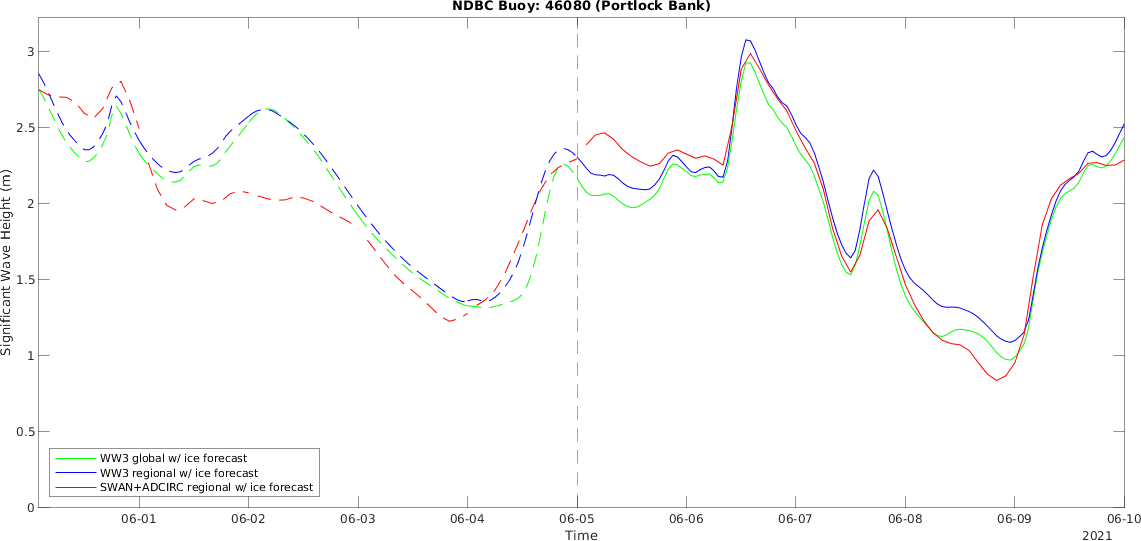 NDBC Buoy: 46080 (Portlock Bank)
Significant Wave Height (m)
3
2.5
2
1.5
1
0.5
0
WW3 global w/ ice forecast
WW3 regional w/ ice forecast
SWAN+ADCIRC regional w/ ice forecast
06-01 06-02 06-03 06-04 06-05 06-06 06-07 06-08 06-09 06-10
Time
2021